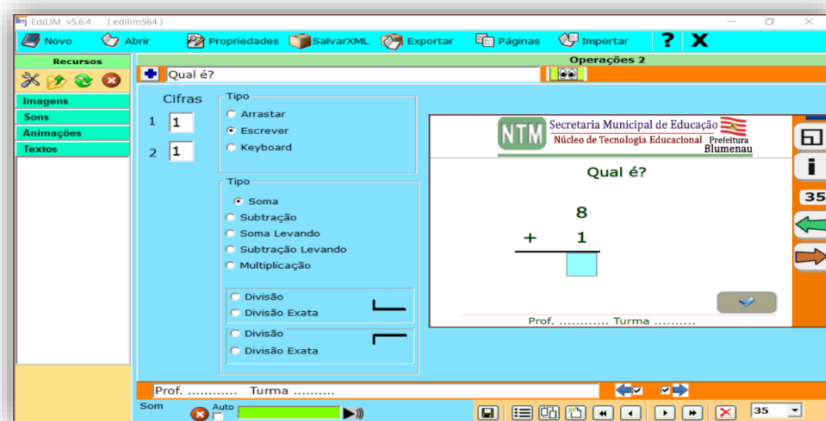 EdiLIM v5.6.4 [ edilim564 ]
Novo Abrir Propriedades SalvarXML Exportar Páginas Importar ? X
Recursos
Operações 2
Qual é?
Imagens
Sons
Animações
Textos
Cifras
1 1
2 1
Tipo
Arrastar
Escrever
Keyboard
Tipo
Soma
Subtração
Soma Levando
Subtração Levando
Multiplicação
Divisão
Divisão Exata
Divisão
Divisão Exata
NTM Secretaria Municipal de Educação
Núcleo de Tecnologia Educacional Prefeitura
Blumenau
Qual é?
8
+ 1
Prof. ............ Turma ..........
i
35
Prof. ............ Turma ..........
Som Auto
35